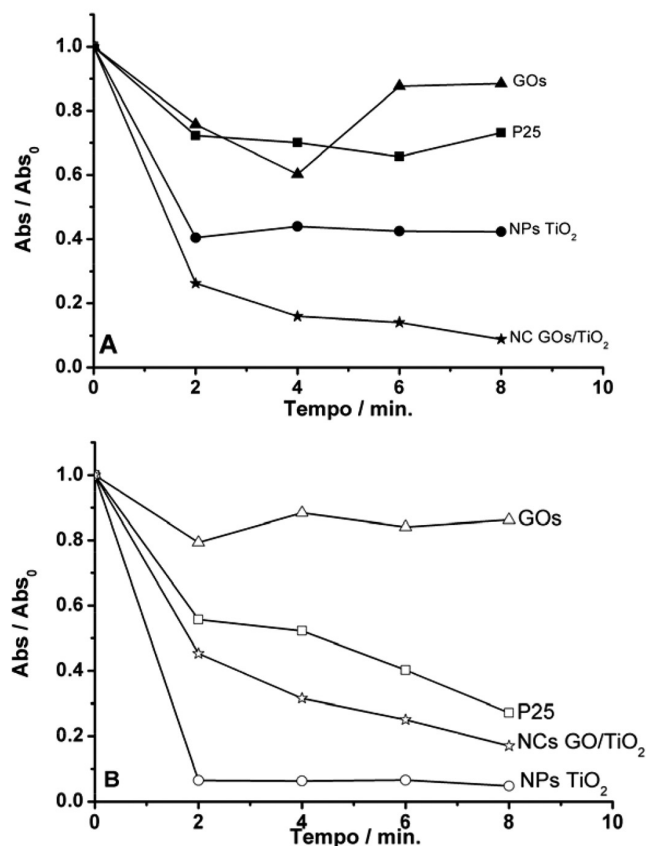 1.0
0.8
0.6
0.4
0.2
0.0
Abs / Abs₀
GOs
P25
NPs TiO₂
NC GOs/TiO₂
A
0 2 4 6 8 10
Tempo / min.
1.0
0.8
0.6
0.4
0.2
0.0
Abs / Abs₀
GOs
P25
NCs GO/TiO₂
NPs TiO₂
B
0 2 4 6 8 10
Tempo / min.